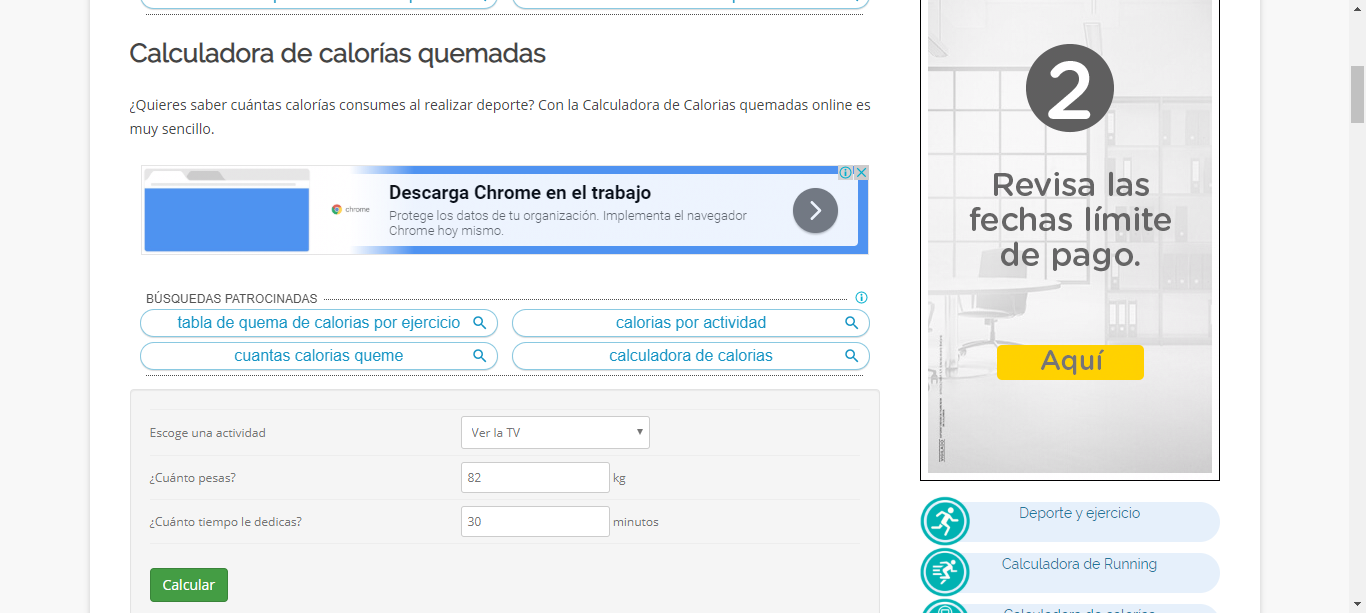 Calculadora de calorías quemadas
¿Quieres saber cuántas calorías consumes al realizar deporte? Con la Calculadora de Calorias quemadas online es
muy sencillo.
Descarga Chrome en el trabajo
chrome
Protege los datos de tu organización. Implementa el navegador
Chrome hoy mismo.
BÚSQUEDAS PATROCINADAS
tabla de quema de calorias por ejercicio
calorias por actividad
cuantas calorias queme
calculadora de calorias
Escoge una actividad
Ver la TV
¿Cuánto pesas?
82 kg
¿Cuánto tiempo le dedicas?
30 minutos
Calcular
2
Revisa las
fechas límite
de pago.
Aquí
Deporte y ejercicio
Calculadora de Running
Calculadora de calorías